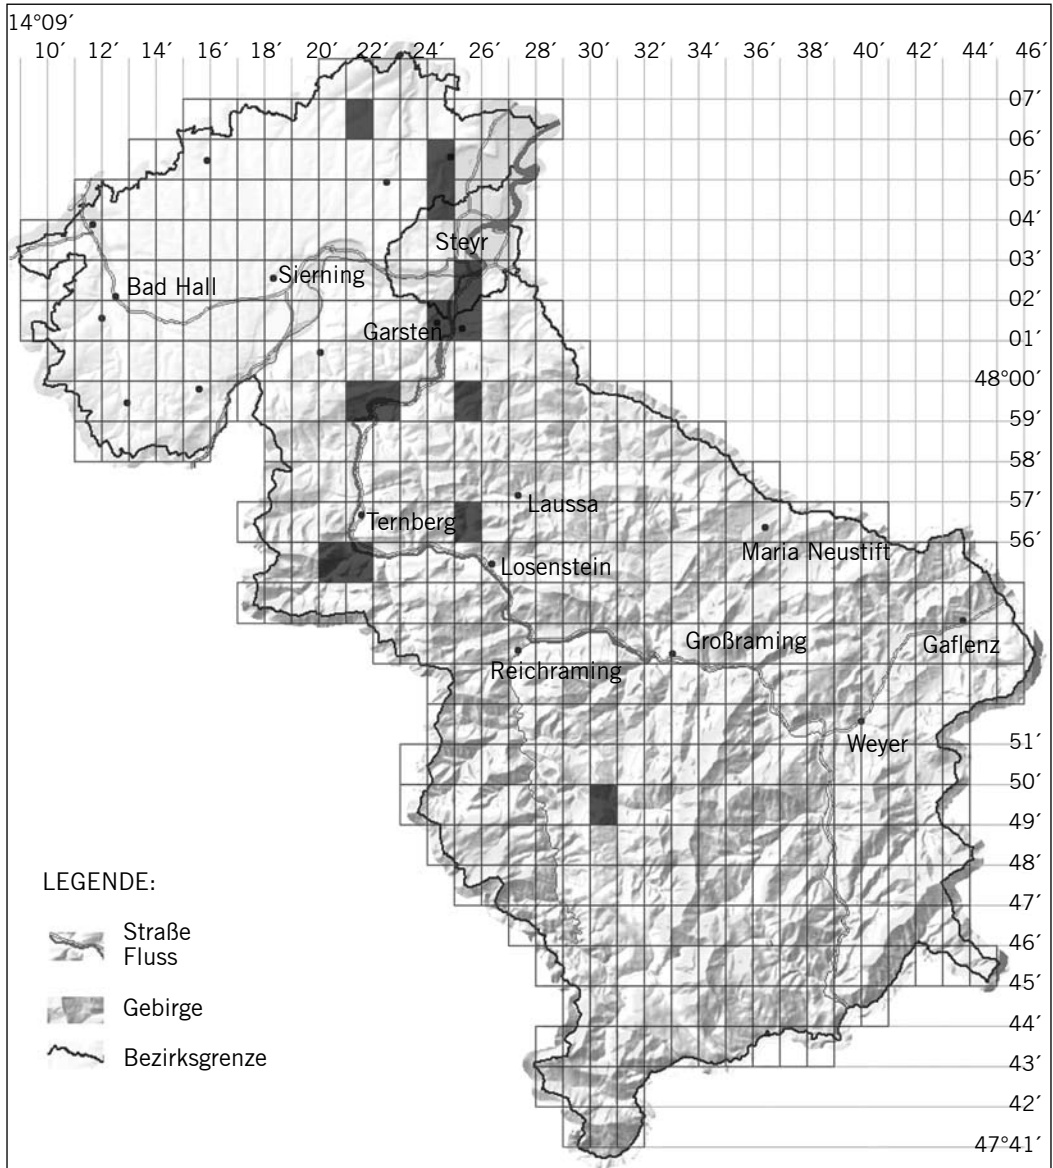 14°09´
10´ 12´ 14´ 16´ 18´ 20´ 22´ 24´ 26´ 28´ 30´ 32´ 34´ 36´ 38´ 40´ 42´ 44´ 46´
07´
06´
05´
04´
Steyr
03´
Sierning
Bad Hall
02´
Garsten
01´
48°00´
59´
58´
57´
Laussa
Ternberg
56´
Maria Neustift
Losenstein
Großraming
Gaflenz
Reichraming
51´
Weyer
50´
49´
48´
LEGENDE:
47´
Straße
Fluss
46´
45´
Gebirge
44´
Bezirksgrenze
43´
42´
47°41´